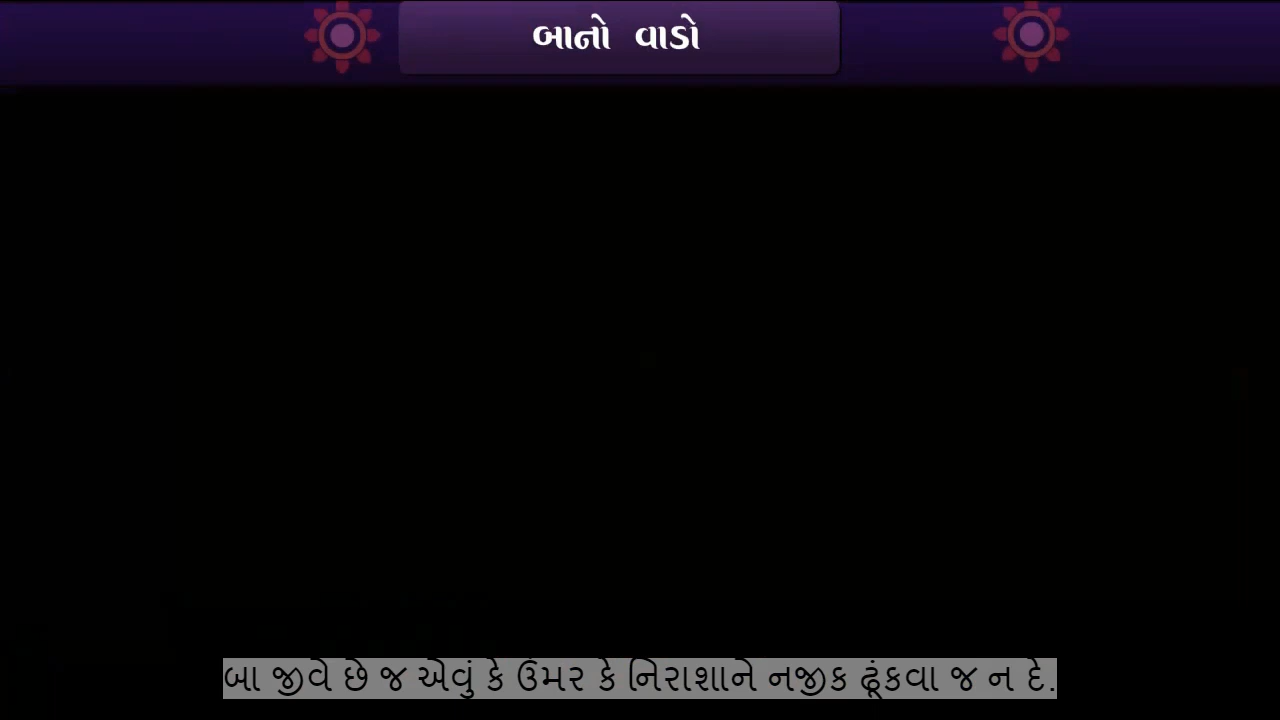 બાનો વાડો
બા જીવે છે જ એવું કે ઉંમર કે નિરાશાને નજીક ઢૂંકવા જ ન દે.